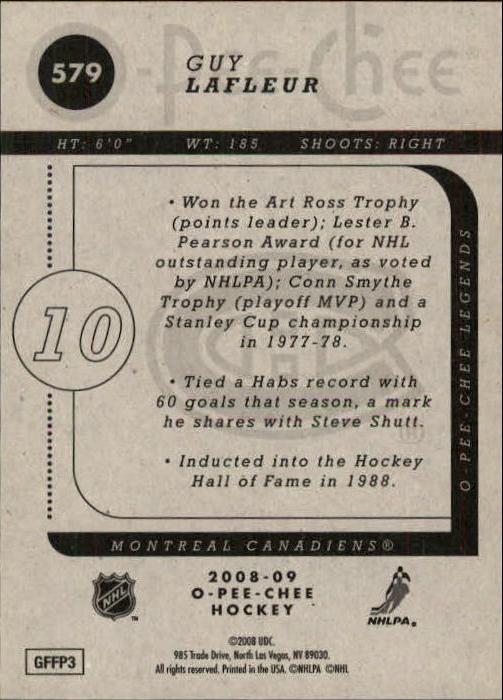 O-Pee-Chee
579
GUY
LAFLEUR
HT: 6'0" WT: 185 SHOOTS: RIGHT
• Won the Art Ross Trophy
(points leader); Lester B.
Pearson Award (for NHL
outstanding player, as voted
by NHLPA); Conn Smythe
Trophy (playoff MVP) and a
Stanley Cup championship
in 1977-78.
10
• Tied a Habs record with
60 goals that season, a mark
he shares with Steve Shutt.
• Inducted into the Hockey
Hall of Fame in 1988.
O-PEE-CHEE LEGENDS
MONTREAL CANADIENS®
NHL
™
2008-09
O-PEE-CHEE
HOCKEY
NHLPA®
©2008 UDC.
985 Trade Drive, North Las Vegas, NV 89030.
All rights reserved. Printed in the USA. ©NHLPA ©NHL
GFFP3